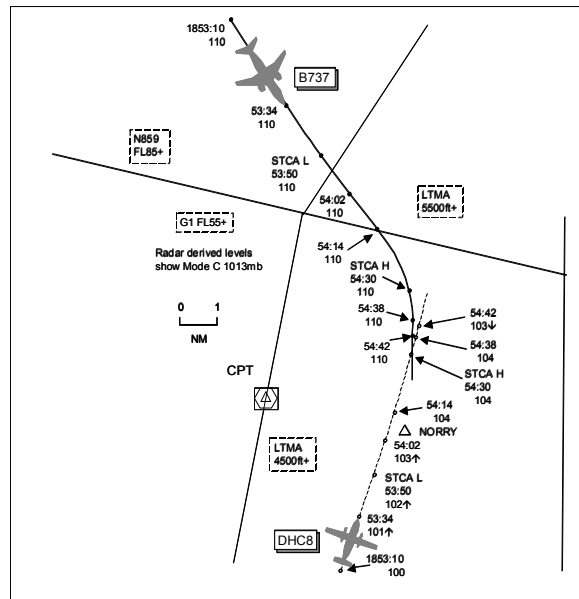 1853:10
110
B737
53:34
110
N859
FL85+
STCA L
53:50
110
54:02
110
LTMA
5500ft+
G1 FL55+
54:14
110
Radar derived levels
show Mode C 1013mb
STCA H
54:30
110
0 1
NM
54:38
110
54:42
103↓
54:42
110
54:38
104
STCA H
54:30
104
CPT
54:14
104
NORRY
54:02
103↑
LTMA
4500ft+
STCA L
53:50
102↑
53:34
101↑
DHC8
1853:10
100